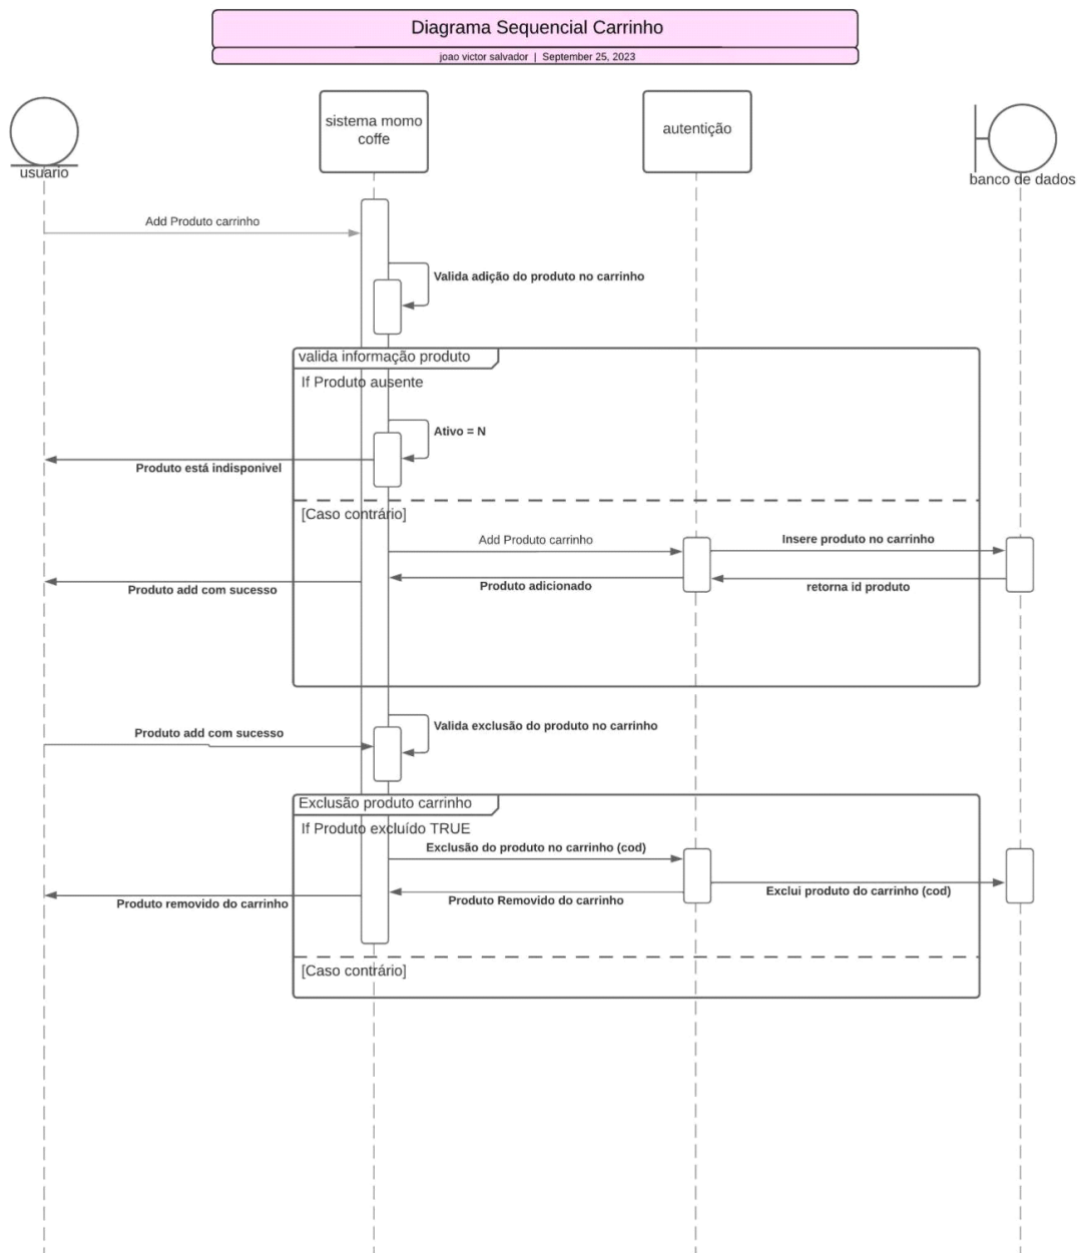 Diagrama Sequencial Carrinho
joao victor salvador | September 25, 2023
usuario
sistema momo
coffe
autentição
banco de dados
Add Produto carrinho
Valida adição do produto no carrinho
valida informação produto
If Produto ausente
Ativo = N
Produto está indisponivel
[Caso contrário]
Add Produto carrinho
Insere produto no carrinho
Produto add com sucesso
Produto adicionado
retorna id produto
Valida exclusão do produto no carrinho
Produto add com sucesso
Exclusão produto carrinho
If Produto excluído TRUE
Exclusão do produto no carrinho (cod)
Exclui produto do carrinho (cod)
Produto removido do carrinho
Produto Removido do carrinho
[Caso contrário]